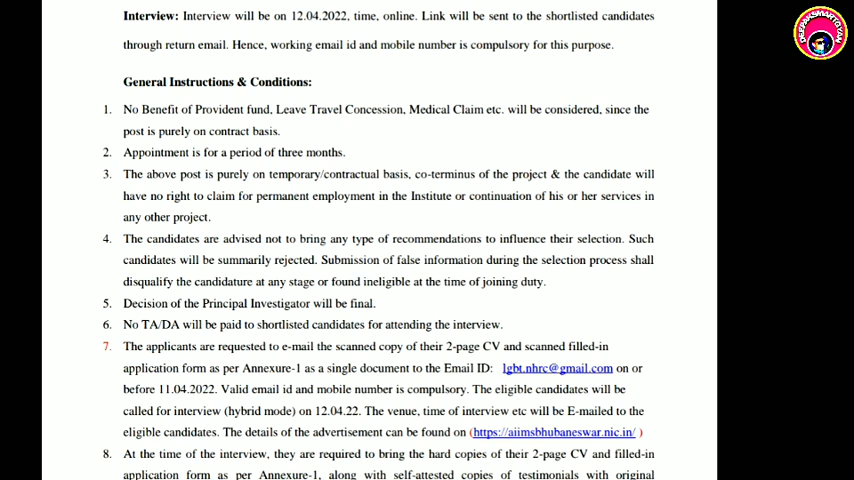 Interview: Interview will be on 12.04.2022, time, online. Link will be sent to the shortlisted candidates
through return email. Hence, working email id and mobile number is compulsory for this purpose.
General Instructions & Conditions:
1. No Benefit of Provident fund, Leave Travel Concession, Medical Claim etc. will be considered, since the
post is purely on contract basis.
2. Appointment is for a period of three months.
3. The above post is purely on temporary/contractual basis, co-terminus of the project & the candidate will
have no right to claim for permanent employment in the Institute or continuation of his or her services in
any other project.
4. The candidates are advised not to bring any type of recommendations to influence their selection. Such
candidates will be summarily rejected. Submission of false information during the selection process shall
disqualify the candidature at any stage or found ineligible at the time of joining duty.
5. Decision of the Principal Investigator will be final.
6. No TA/DA will be paid to shortlisted candidates for attending the interview.
7. The applicants are requested to e-mail the scanned copy of their 2-page CV and scanned filled-in
application form as per Annexure-1 as a single document to the Email ID: lgbt.nhrc@gmail.com on or
before 11.04.2022. Valid email id and mobile number is compulsory. The eligible candidates will be
called for interview (hybrid mode) on 12.04.22. The venue, time of interview etc will be E-mailed to the
eligible candidates. The details of the advertisement can be found on (https://aiimsbhubaneswar.nic.in/ )
8. At the time of the interview, they are required to bring the hard copies of their 2-page CV and filled-in
application form as per Annexure-1, along with self-attested copies of testimonials with original